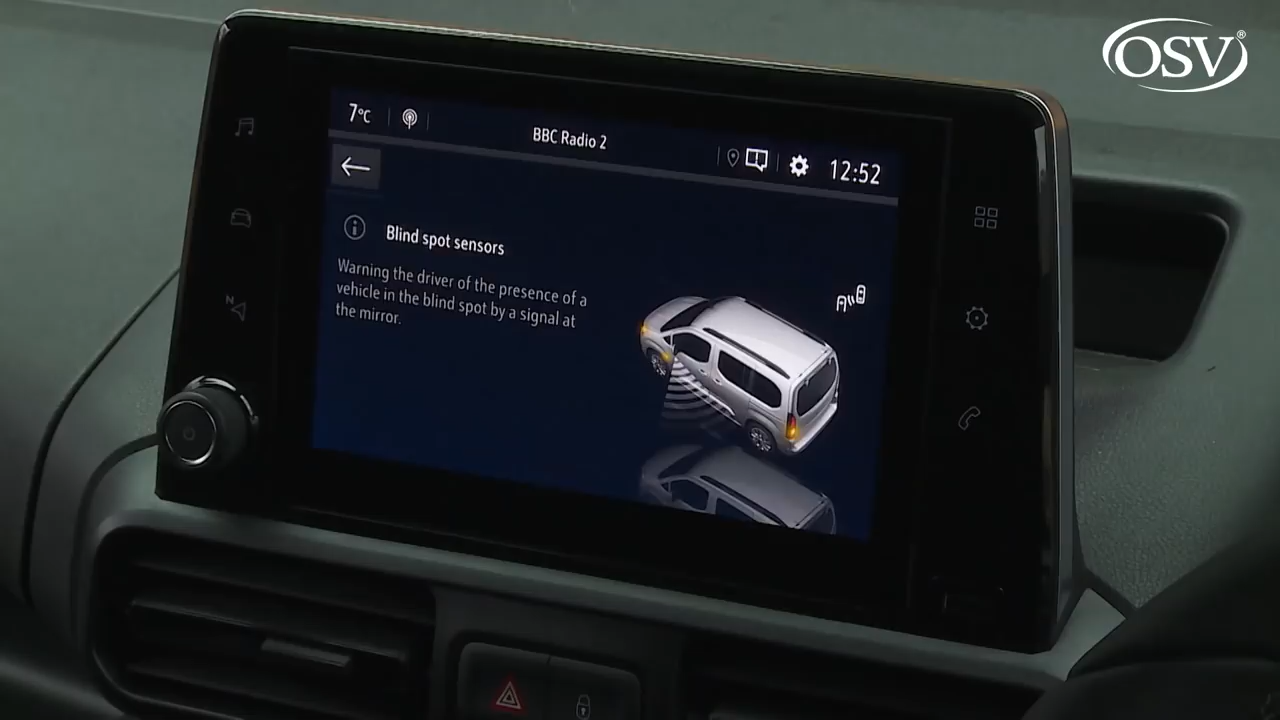 OSV®
7°C
BBC Radio 2
12:52
Blind spot sensors
Warning the driver of the presence of a
vehicle in the blind spot by a signal at
the mirror.
N